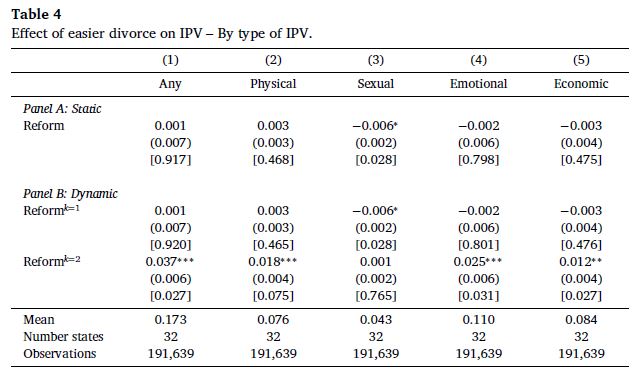 Table 4
Effect of easier divorce on IPV – By type of IPV.
(1) (2) (3) (4) (5)
Any Physical Sexual Emotional Economic
Panel A: Static
Reform 0.001 0.003 −0.006* −0.002 −0.003
(0.007) (0.003) (0.002) (0.006) (0.004)
[0.917] [0.468] [0.028] [0.798] [0.475]
Panel B: Dynamic
Reform^k=1 0.001 0.003 −0.006* −0.002 −0.003
(0.007) (0.003) (0.002) (0.006) (0.004)
[0.920] [0.465] [0.028] [0.801] [0.476]
Reform^k=2 0.037*** 0.018*** 0.001 0.025*** 0.012**
(0.006) (0.004) (0.002) (0.006) (0.004)
[0.027] [0.075] [0.765] [0.031] [0.027]
Mean 0.173 0.076 0.043 0.110 0.084
Number states 32 32 32 32 32
Observations 191,639 191,639 191,639 191,639 191,639